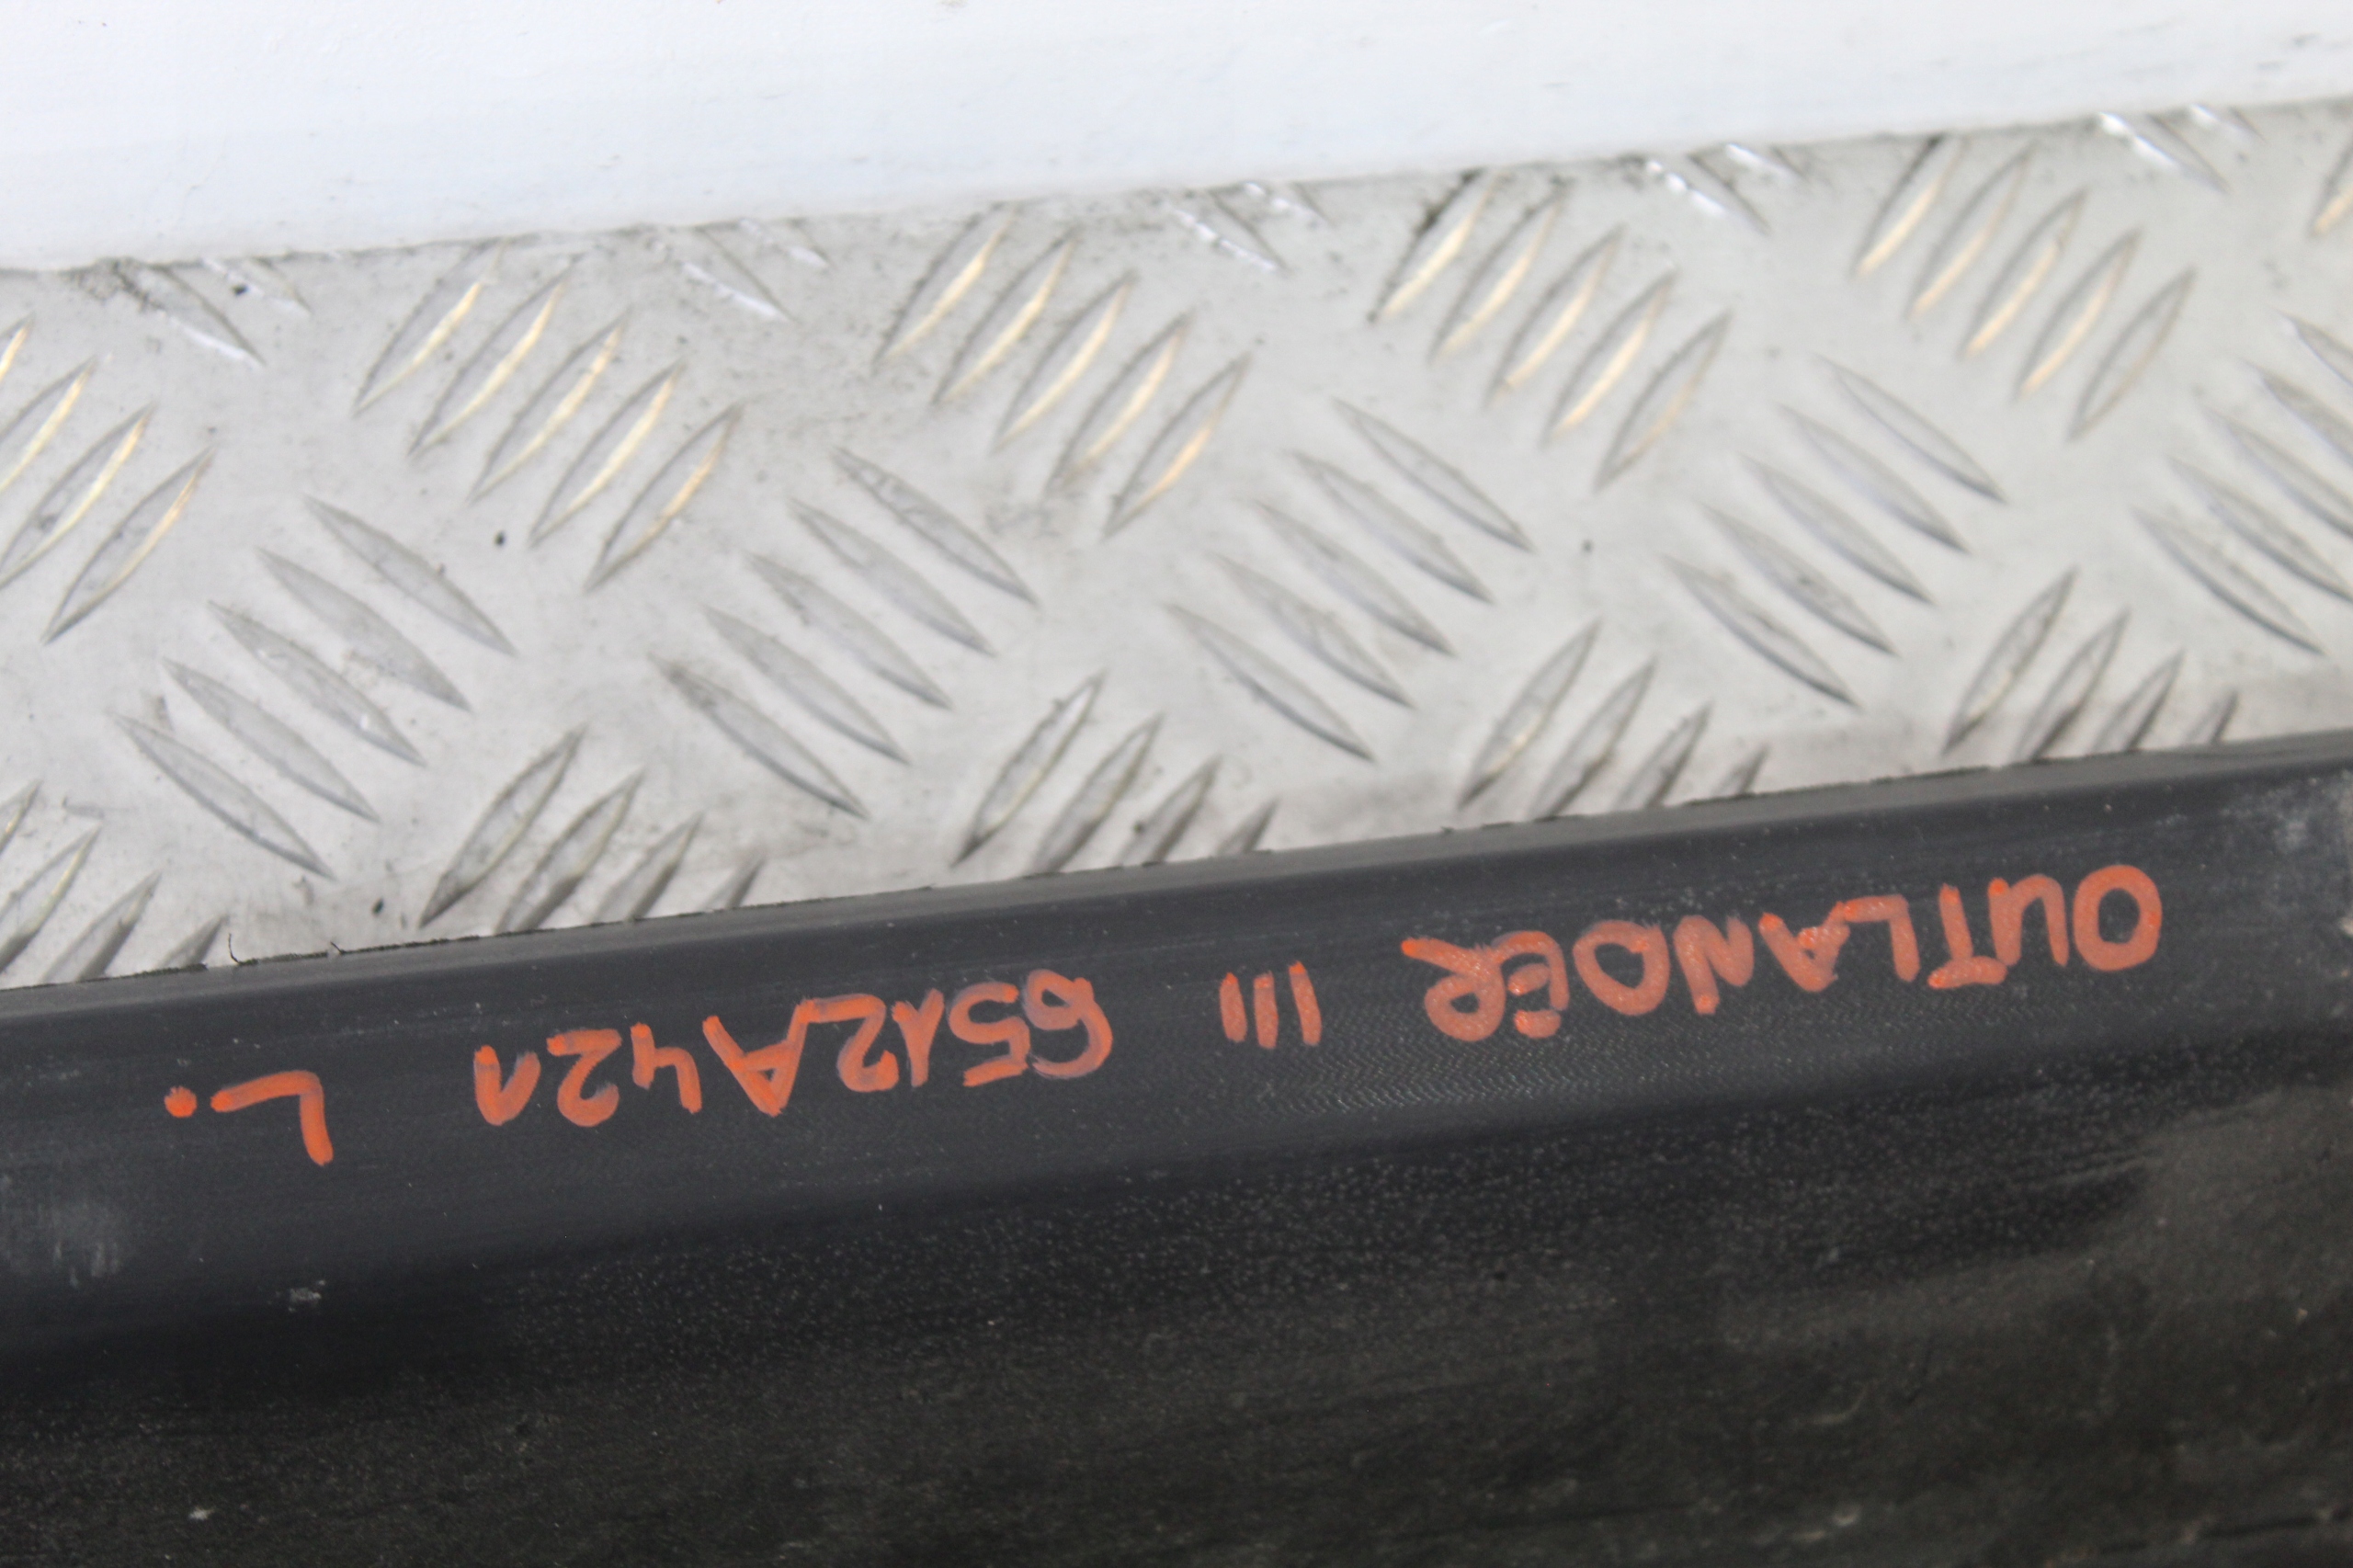 OUTLANDER III 6512A421 L.